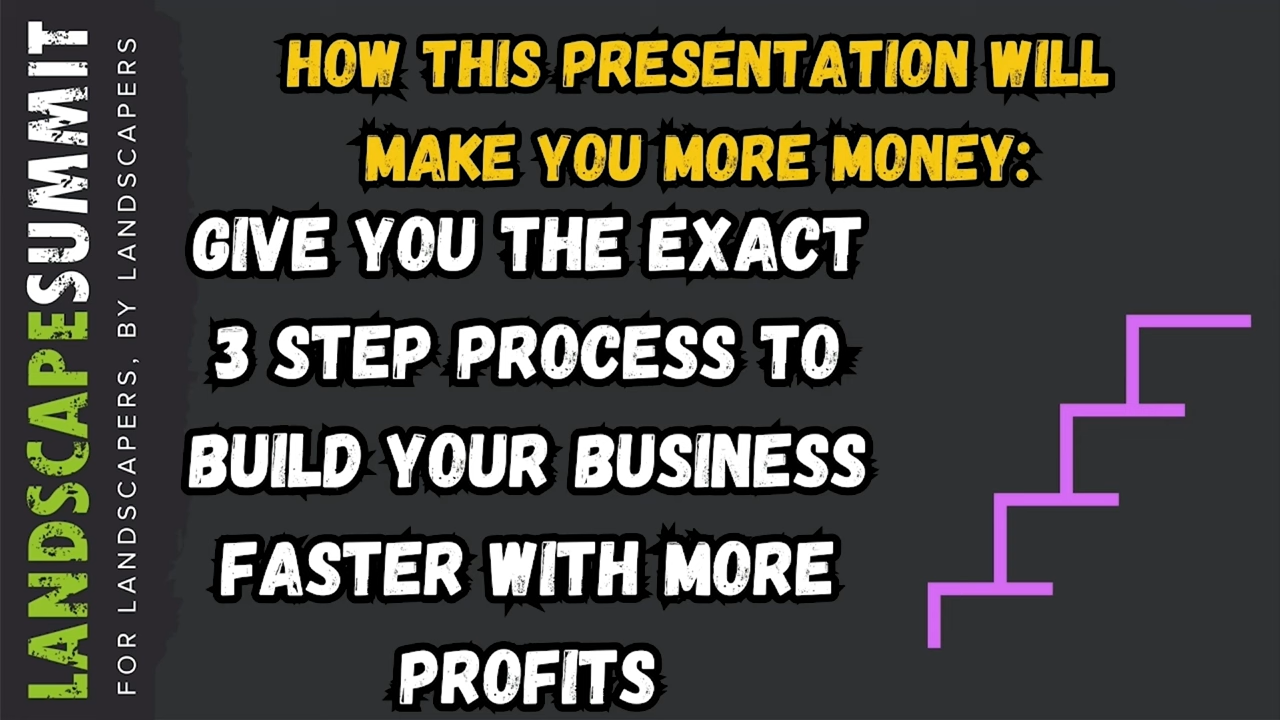 LANDSCAPESUMMIT
FOR LANDSCAPERS, BY LANDSCAPERS
HOW THIS PRESENTATION WILL
MAKE YOU MORE MONEY:
GIVE YOU THE EXACT
3 STEP PROCESS TO
BUILD YOUR BUSINESS
FASTER WITH MORE
PROFITS